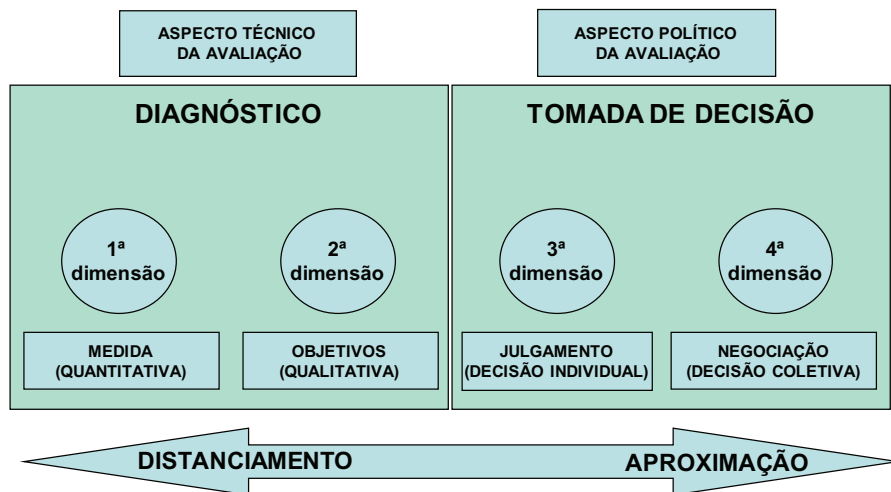 ASPECTO TÉCNICO
DA AVALIAÇÃO
ASPECTO POLÍTICO
DA AVALIAÇÃO
DIAGNÓSTICO
TOMADA DE DECISÃO
1ª
dimensão
2ª
dimensão
3ª
dimensão
4ª
dimensão
MEDIDA
(QUANTITATIVA)
OBJETIVOS
(QUALITATIVA)
JULGAMENTO
(DECISÃO INDIVIDUAL)
NEGOCIAÇÃO
(DECISÃO COLETIVA)
DISTANCIAMENTO
APROXIMAÇÃO